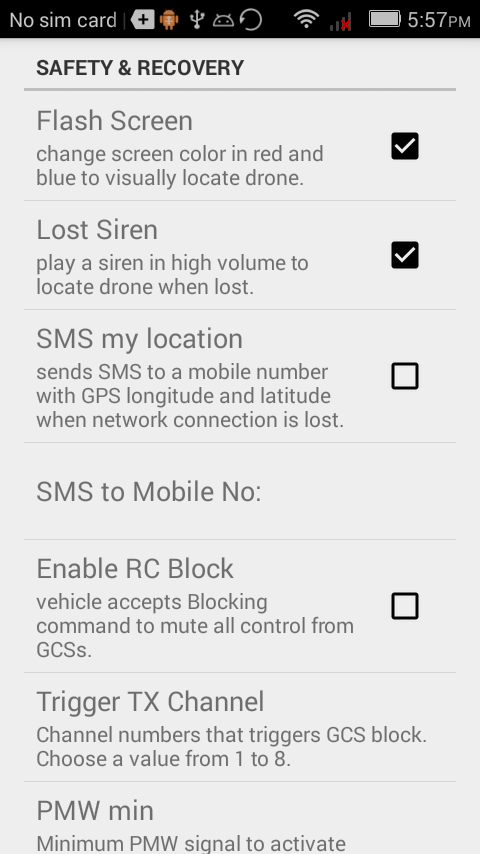 No sim card 5:57PM
SAFETY & RECOVERY
Flash Screen
change screen color in red and
blue to visually locate drone.
Lost Siren
play a siren in high volume to
locate drone when lost.
SMS my location
sends SMS to a mobile number
with GPS longitude and latitude
when network connection is lost.
SMS to Mobile No:
Enable RC Block
vehicle accepts Blocking
command to mute all control from
GCSs.
Trigger TX Channel
Channel numbers that triggers GCS block.
Choose a value from 1 to 8.
PMW min
Minimum PMW signal to activate